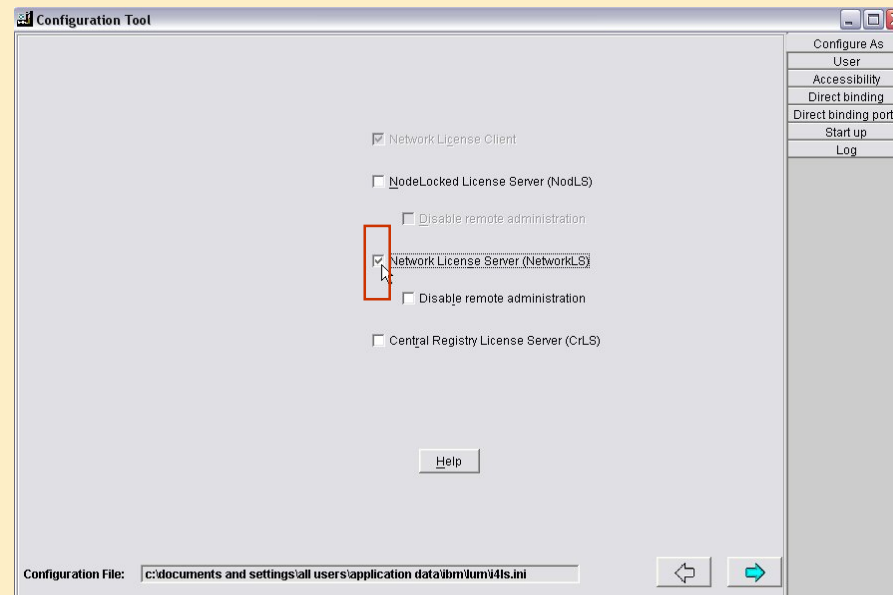 Configuration Tool
Configure As
User
Accessibility
Direct binding
Direct binding port
Start up
Log
Network License Client
NodeLocked License Server (NodLS)
Disable remote administration
Network License Server (NetworkLS)
Disable remote administration
Central Registry License Server (CrLS)
Help
Configuration File: c:\documents and settings\all users\application data\ibm\lum\i4ls.ini